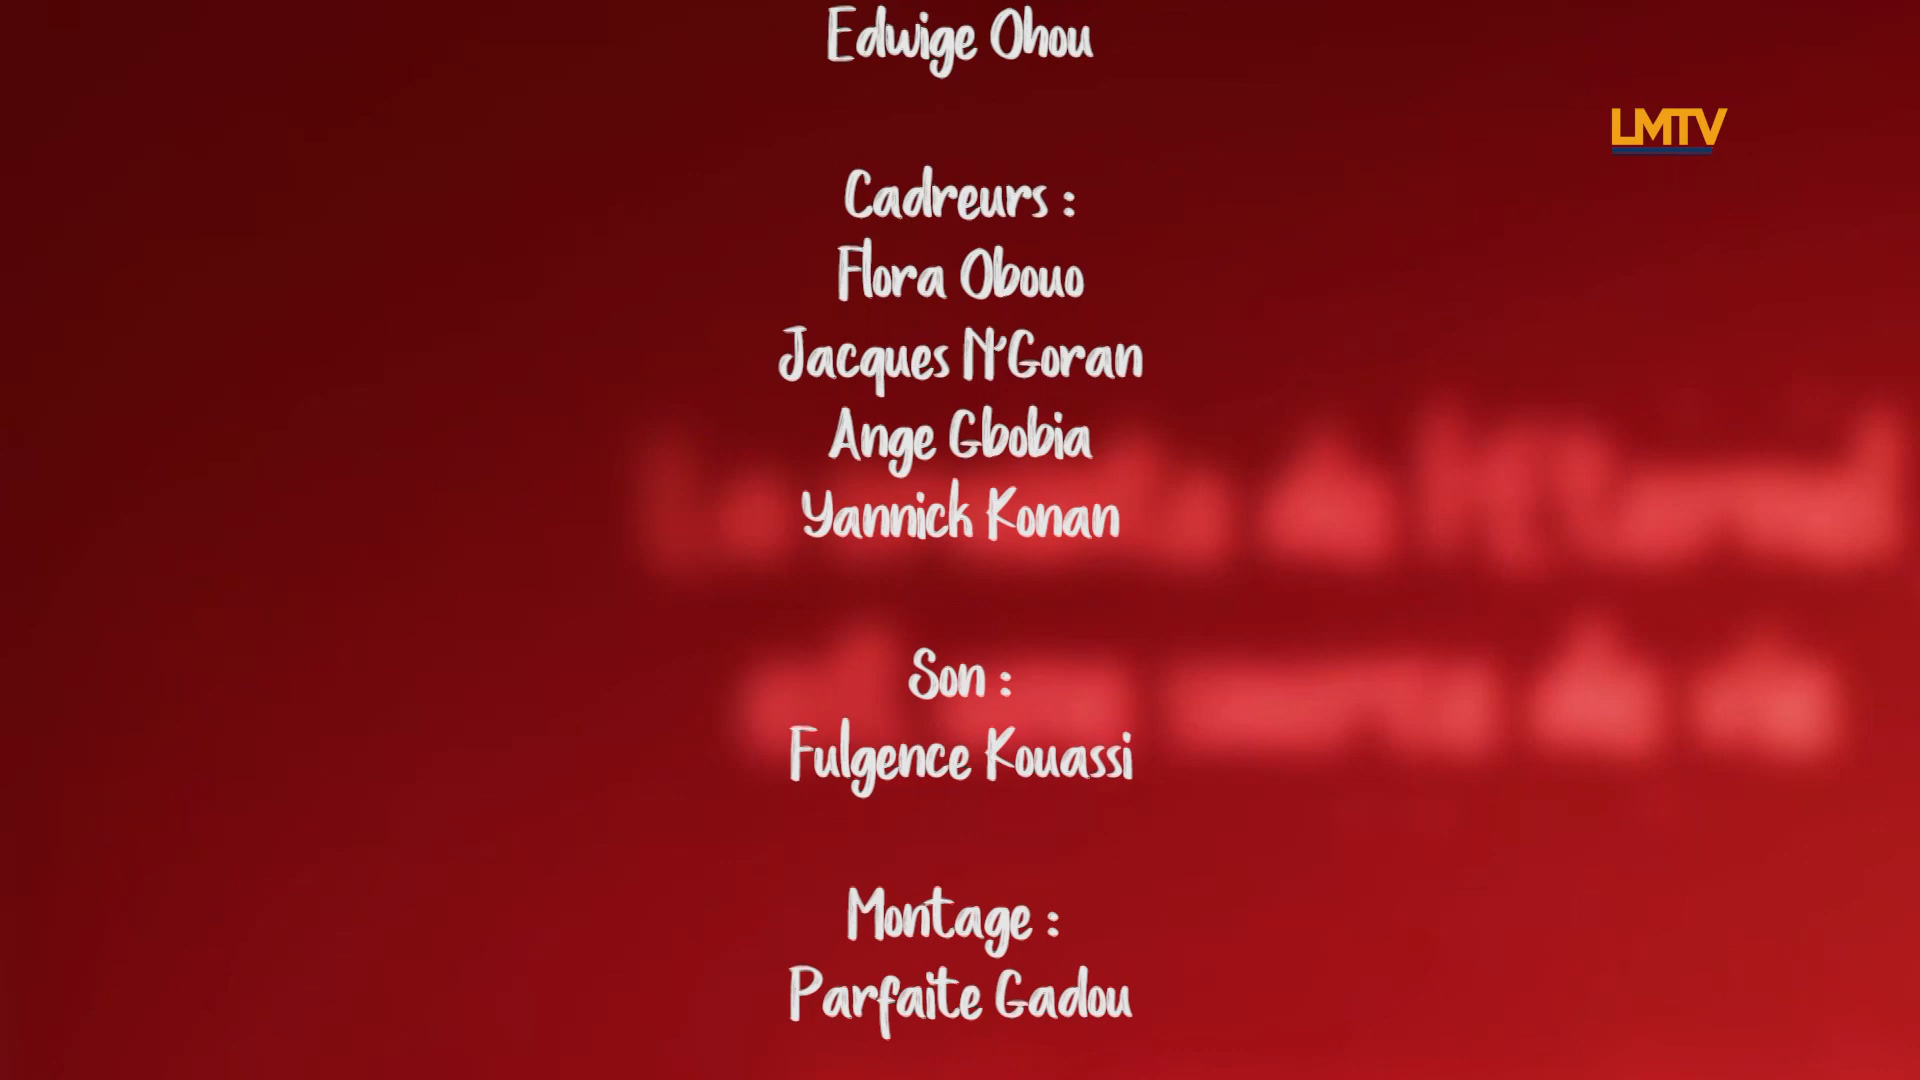 Edwige Ohou
LMTV
Cadreurs :
Flora Obouo
Jacques N'Goran
Ange Gbobia
Yannick Konan
Son :
Fulgence Kouassi
Montage :
Parfaite Gadou